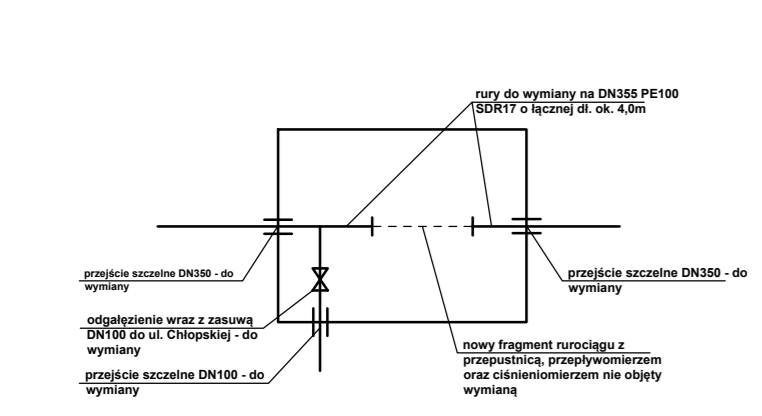 rury do wymiany na DN355 PE100
SDR17 o łącznej dł. ok. 4,0m
przejście szczelne DN350 - do
wymiany
przejście szczelne DN350 - do
wymiany
odgałęzienie wraz z zasuwą
DN100 do ul. Chłopskiej - do
wymiany
nowy fragment rurociągu z
przepustnicą, przepływomierzem
oraz ciśnieniomierzem nie objęty
wymianą
przejście szczelne DN100 - do
wymiany